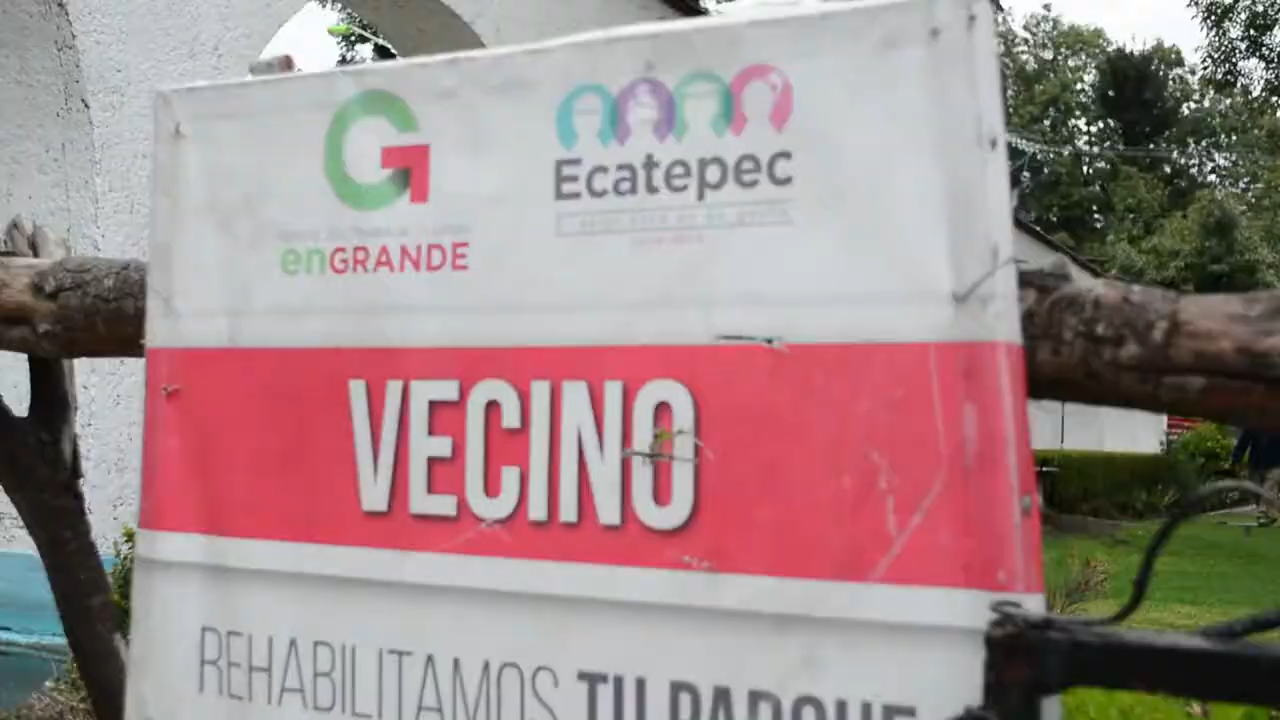 G
enGRANDE
Ecatepec
VECINO
REHABILITAMOS TU PARQUE